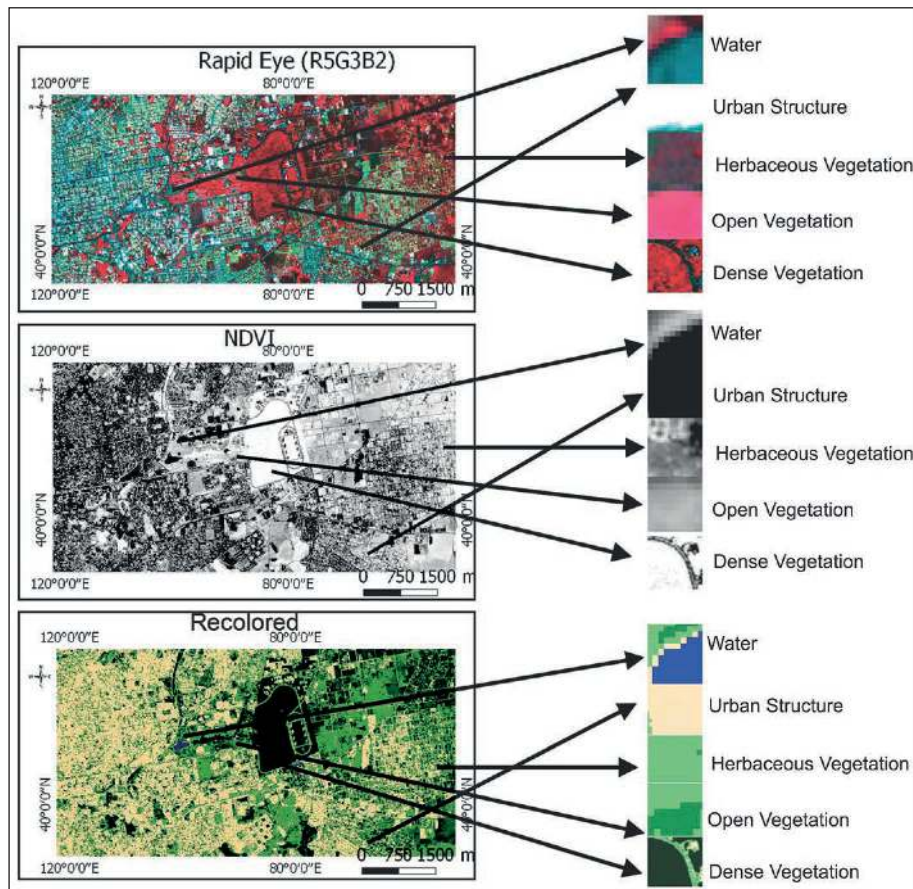 Rapid Eye (R5G3B2)
120°0′0″E 80°0′0″E
40°0′0″N 40°0′0″N
120°0′0″E 80°0′0″E
0 750 1500 m
Water
Urban Structure
Herbaceous Vegetation
Open Vegetation
Dense Vegetation
NDVI
120°0′0″E 80°0′0″E
40°0′0″N 40°0′0″N
120°0′0″E 80°0′0″E
0 750 1500 m
Water
Urban Structure
Herbaceous Vegetation
Open Vegetation
Dense Vegetation
Recolored
120°0′0″E 80°0′0″E
40°0′0″N 40°0′0″N
120°0′0″E 80°0′0″E
0 750 1500 m
Water
Urban Structure
Herbaceous Vegetation
Open Vegetation
Dense Vegetation